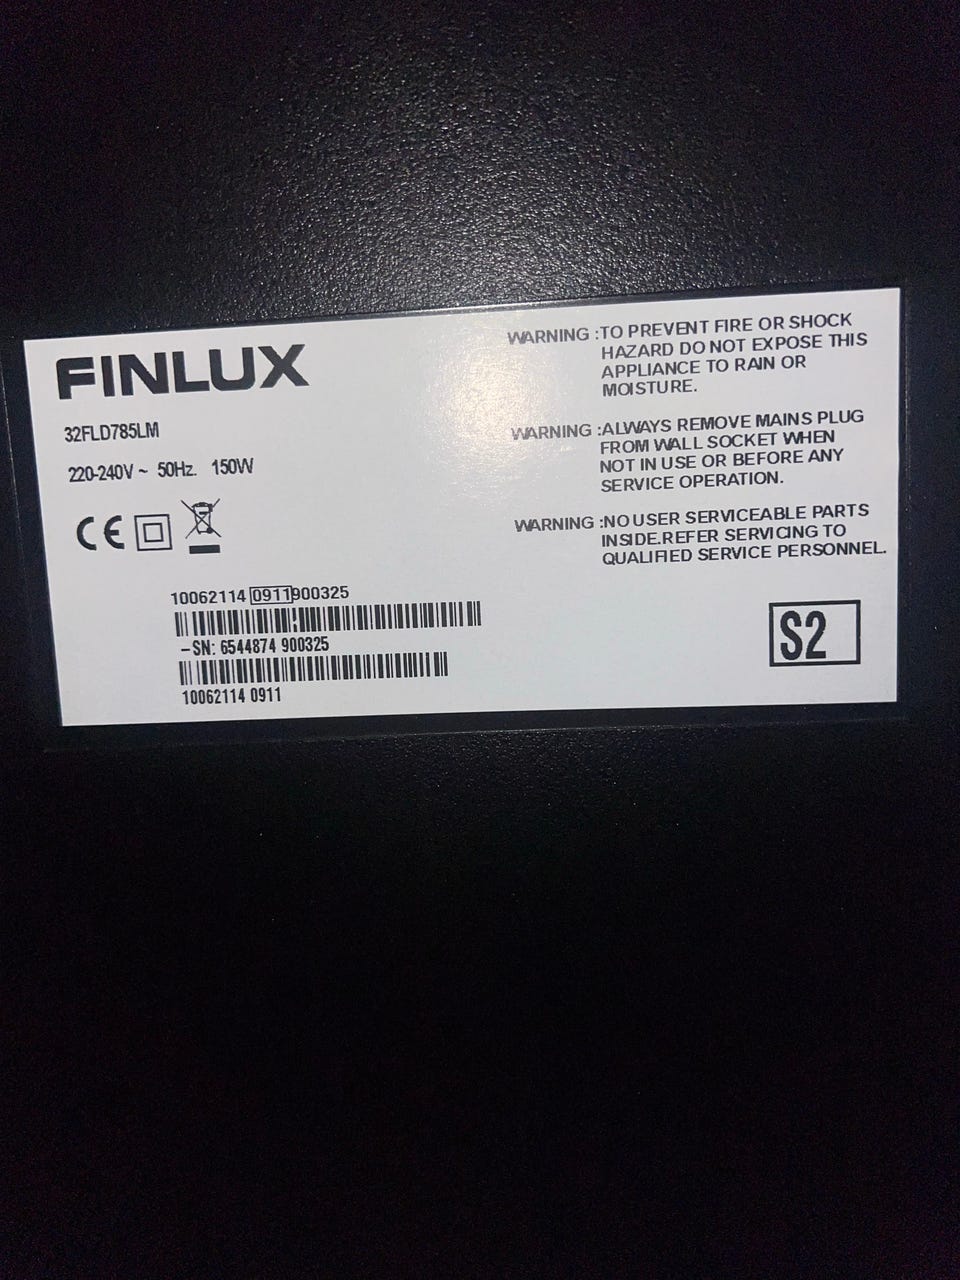 FINLUX
32FLD785LM
220-240V ~ 50Hz. 150W
CE
10062114 0911900325
-SN: 6544874 900325
10062114 0911
WARNING :TO PREVENT FIRE OR SHOCK
HAZARD DO NOT EXPOSE THIS
APPLIANCE TO RAIN OR
MOISTURE.
WARNING :ALWAYS REMOVE MAINS PLUG
FROM WALL SOCKET WHEN
NOT IN USE OR BEFORE ANY
SERVICE OPERATION.
WARNING :NO USER SERVICEABLE PARTS
INSIDE.REFER SERVICING TO
QUALIFIED SERVICE PERSONNEL.
S2